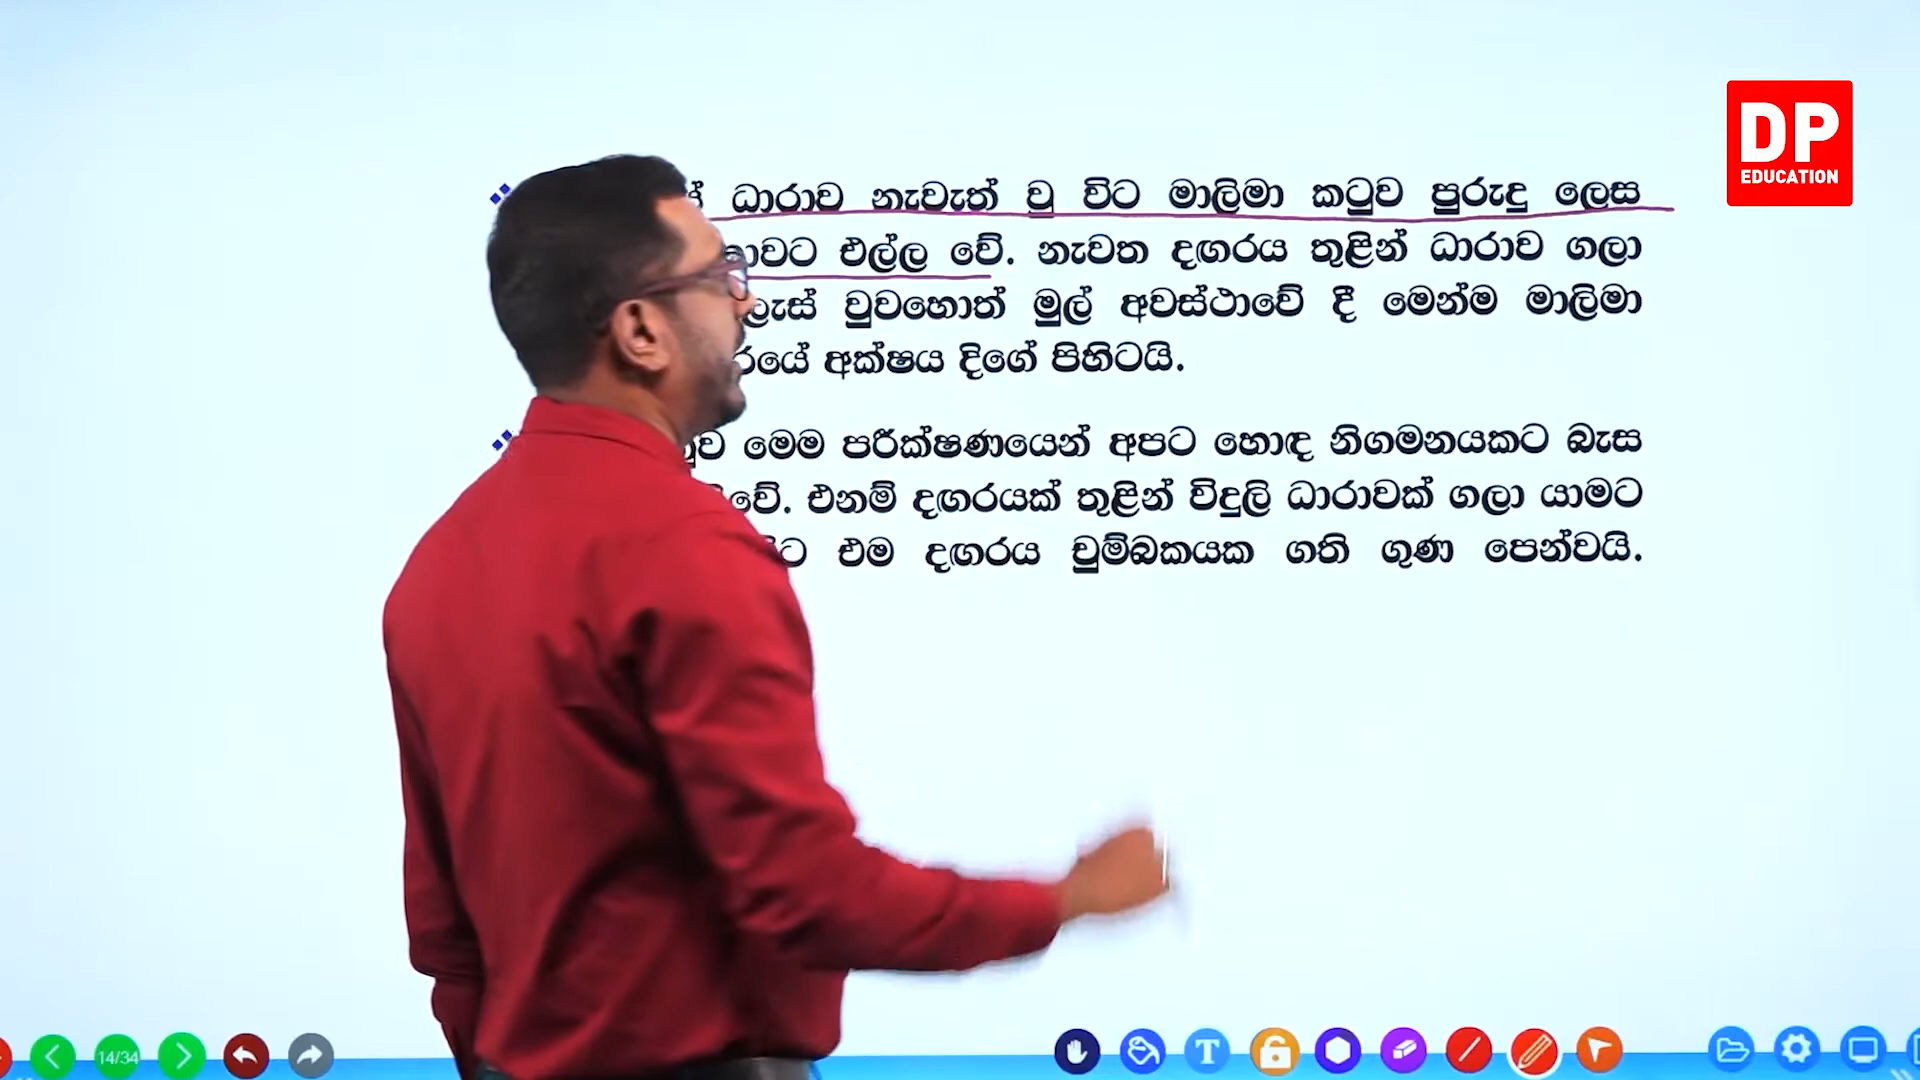 DP
EDUCATION
ධාරාව නැවැත් වූ විට මාලිමා කටුව පුරුදු ලෙස
එල්ල වේ. නැවත දඟරය තුළින් ධාරාව ගලා
වුවහොත් මුල් අවස්ථාවේ දී මෙන්ම මාලිමා
අක්ෂය දිගේ පිහිටයි.
මෙම පරීක්ෂණයෙන් අපට හොඳ නිගමනයකට බැස
එනම් දඟරයක් තුළින් විදුලි ධාරාවක් ගලා යාමට
එම දඟරය චුම්බකයක ගති ගුණ පෙන්වයි.
14/34
T